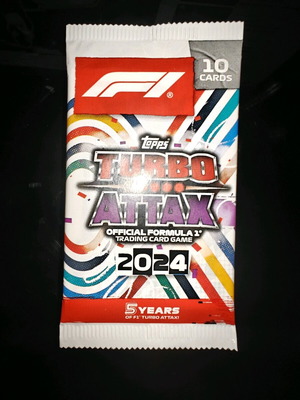 10
CARDS
F1®
Topps
TURBO
ATTAX
OFFICIAL FORMULA 1®
TRADING CARD GAME
2024
5 YEARS
OF F1® TURBO ATTAX!